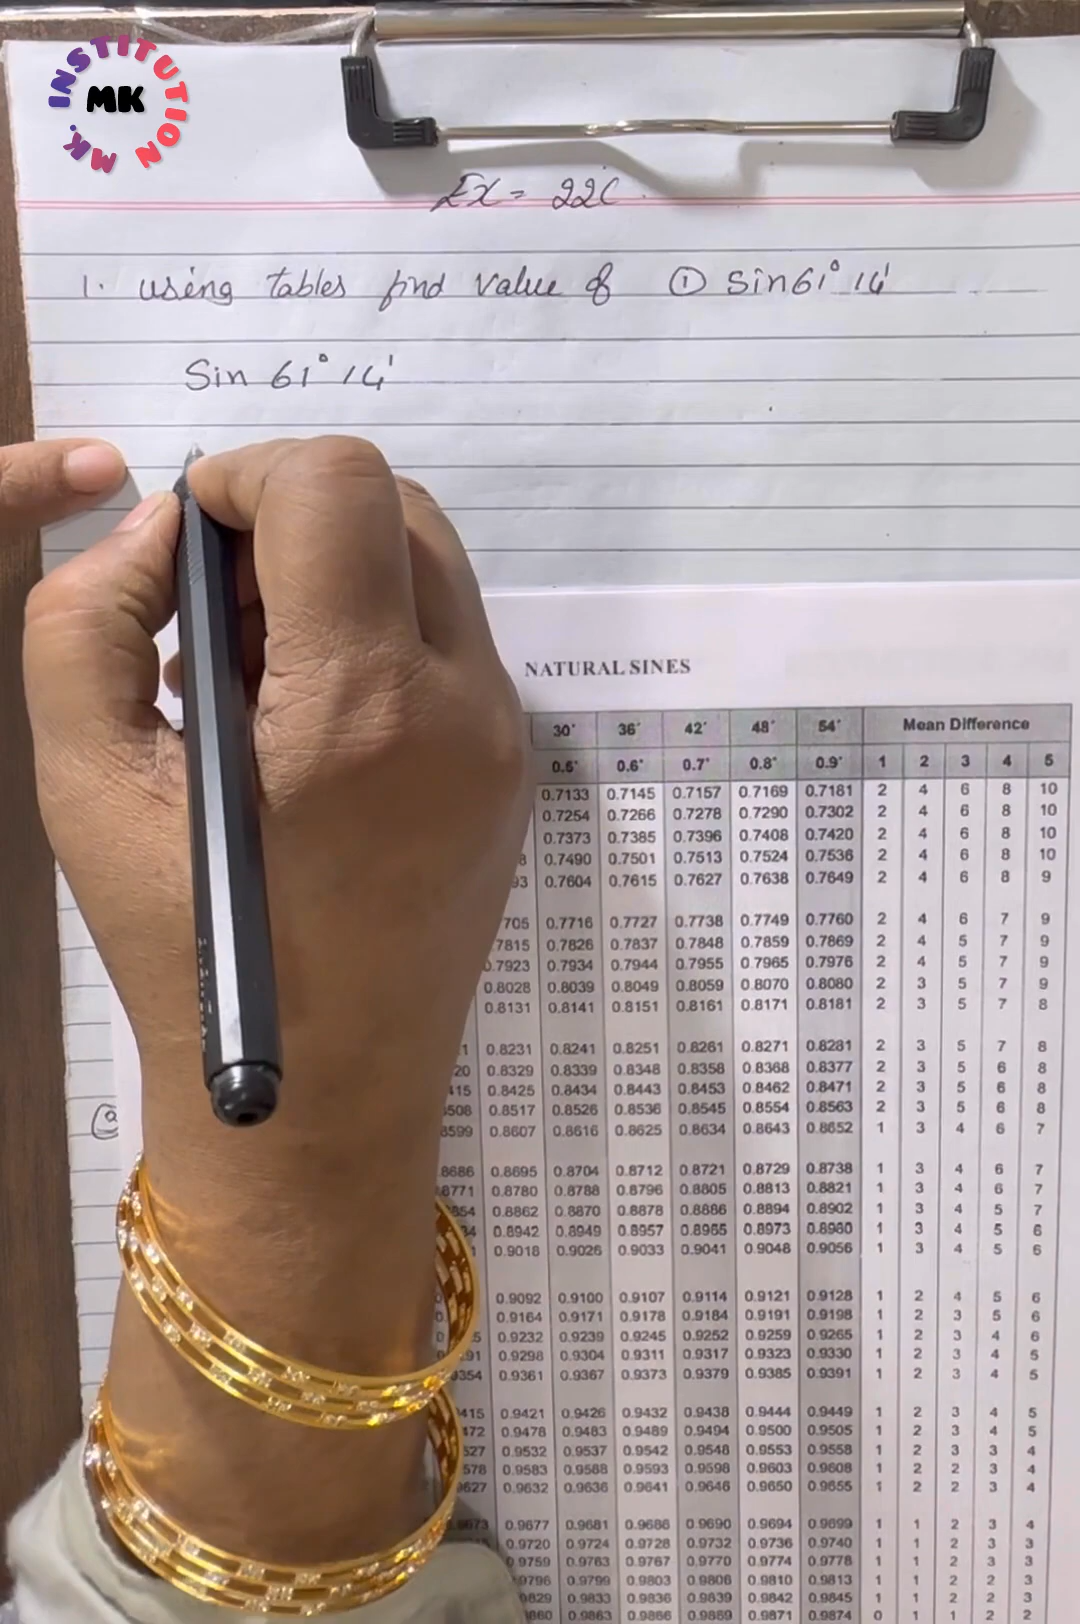 MK. INSTITUTION
MK
Ex = 22C
1. using tables find value of ① Sin 61° 14'
Sin 61° 14'
NATURAL SINES
30' 36' 42' 48' 54' Mean Difference
0.5° 0.6° 0.7° 0.8° 0.9° 1 2 3 4 5
0.7133 0.7145 0.7157 0.7169 0.7181 2 4 6 8 10
0.7254 0.7266 0.7278 0.7290 0.7302 2 4 6 8 10
0.7373 0.7385 0.7396 0.7408 0.7420 2 4 6 8 10
8 0.7490 0.7501 0.7513 0.7524 0.7536 2 4 6 8 10
93 0.7604 0.7615 0.7627 0.7638 0.7649 2 4 6 8 9
705 0.7716 0.7727 0.7738 0.7749 0.7760 2 4 6 7 9
7815 0.7826 0.7837 0.7848 0.7859 0.7869 2 4 5 7 9
0.7923 0.7934 0.7944 0.7955 0.7965 0.7976 2 4 5 7 9
0.8028 0.8039 0.8049 0.8059 0.8070 0.8080 2 3 5 7 9
0.8131 0.8141 0.8151 0.8161 0.8171 0.8181 2 3 5 7 8
1 0.8231 0.8241 0.8251 0.8261 0.8271 0.8281 2 3 5 7 8
20 0.8329 0.8339 0.8348 0.8358 0.8368 0.8377 2 3 5 6 8
415 0.8425 0.8434 0.8443 0.8453 0.8462 0.8471 2 3 5 6 8
8508 0.8517 0.8526 0.8536 0.8545 0.8554 0.8563 2 3 5 6 8
8599 0.8607 0.8616 0.8625 0.8634 0.8643 0.8652 1 3 4 6 7
.8686 0.8695 0.8704 0.8712 0.8721 0.8729 0.8738 1 3 4 6 7
8771 0.8780 0.8788 0.8796 0.8805 0.8813 0.8821 1 3 4 6 7
854 0.8862 0.8870 0.8878 0.8886 0.8894 0.8902 1 3 4 5 7
34 0.8942 0.8949 0.8957 0.8965 0.8973 0.8980 1 3 4 5 6
0.9018 0.9026 0.9033 0.9041 0.9048 0.9056 1 3 4 5 6
0.9092 0.9100 0.9107 0.9114 0.9121 0.9128 1 2 4 5 6
0.9164 0.9171 0.9178 0.9184 0.9191 0.9198 1 2 3 5 6
5 0.9232 0.9239 0.9245 0.9252 0.9259 0.9265 1 2 3 4 6
91 0.9298 0.9304 0.9311 0.9317 0.9323 0.9330 1 2 3 4 5
9354 0.9361 0.9367 0.9373 0.9379 0.9385 0.9391 1 2 3 4 5
415 0.9421 0.9426 0.9432 0.9438 0.9444 0.9449 1 2 3 4 5
472 0.9478 0.9483 0.9489 0.9494 0.9500 0.9505 1 2 3 4 5
527 0.9532 0.9537 0.9542 0.9548 0.9553 0.9558 1 2 3 3 4
578 0.9583 0.9588 0.9593 0.9598 0.9603 0.9608 1 2 2 3 4
9627 0.9632 0.9636 0.9641 0.9646 0.9650 0.9655 1 2 2 3 4
9673 0.9677 0.9681 0.9686 0.9690 0.9694 0.9699 1 1 2 3 4
0.9720 0.9724 0.9728 0.9732 0.9736 0.9740 1 1 2 3 3
0.9759 0.9763 0.9767 0.9770 0.9774 0.9778 1 1 2 3 3
9796 0.9799 0.9803 0.9806 0.9810 0.9813 1 1 2 2 3
9829 0.9833 0.9836 0.9839 0.9842 0.9845 1 1 2 2 3
9860 0.9863 0.9866 0.9869 0.9871 0.9874 0 1 1 2 2